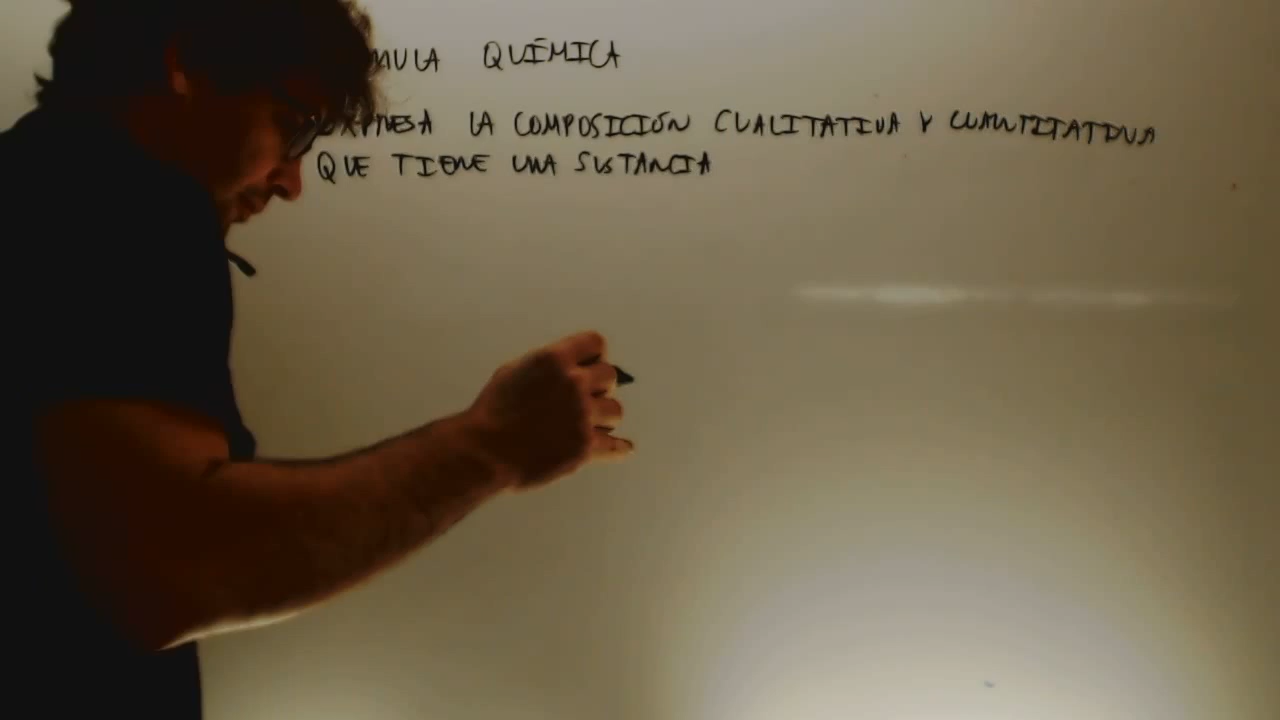 MULA QUÍMICA
EXPRESA LA COMPOSICIÓN CUALITATIVA Y CUANTITATIVA
QUE TIENE UNA SUSTANCIA